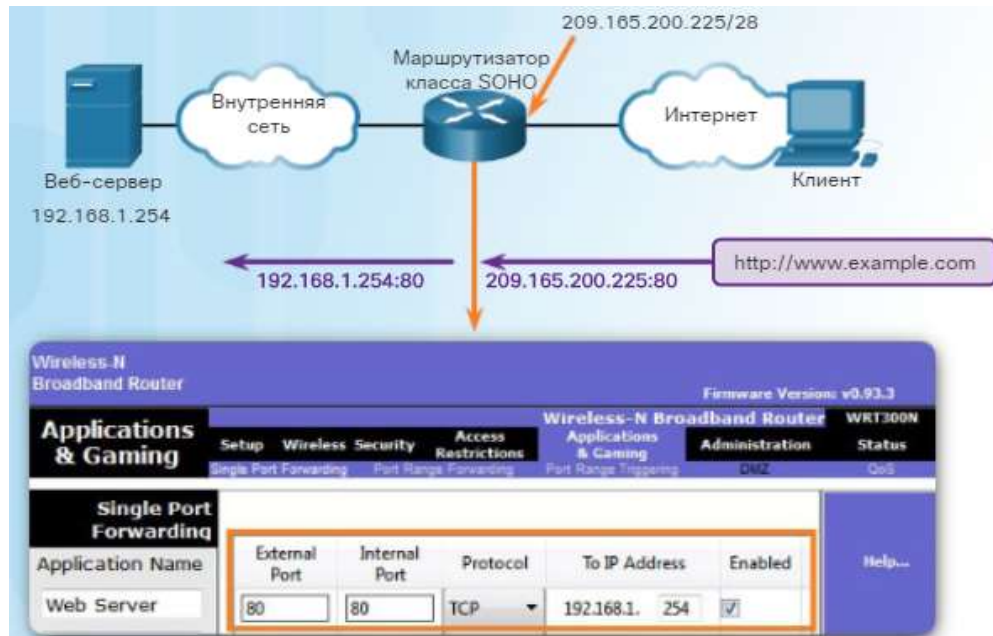 209.165.200.225/28
Маршрутизатор
класса SOHO
Внутренняя
сеть
Интернет
Веб-сервер
192.168.1.254
Клиент
192.168.1.254:80
209.165.200.225:80
http://www.example.com
Wireless-N
Broadband Router
Firmware Version: v0.93.3
Wireless-N Broadband Router WRT300N
Applications
& Gaming
Setup Wireless Security Access Restrictions Applications & Gaming Administration Status
Single Port Forwarding Port Range Forwarding Port Range Triggering DMZ QoS
Single Port
Forwarding
Help...
Application Name External Port Internal Port Protocol To IP Address Enabled
Web Server 80 80 TCP 192.168.1. 254